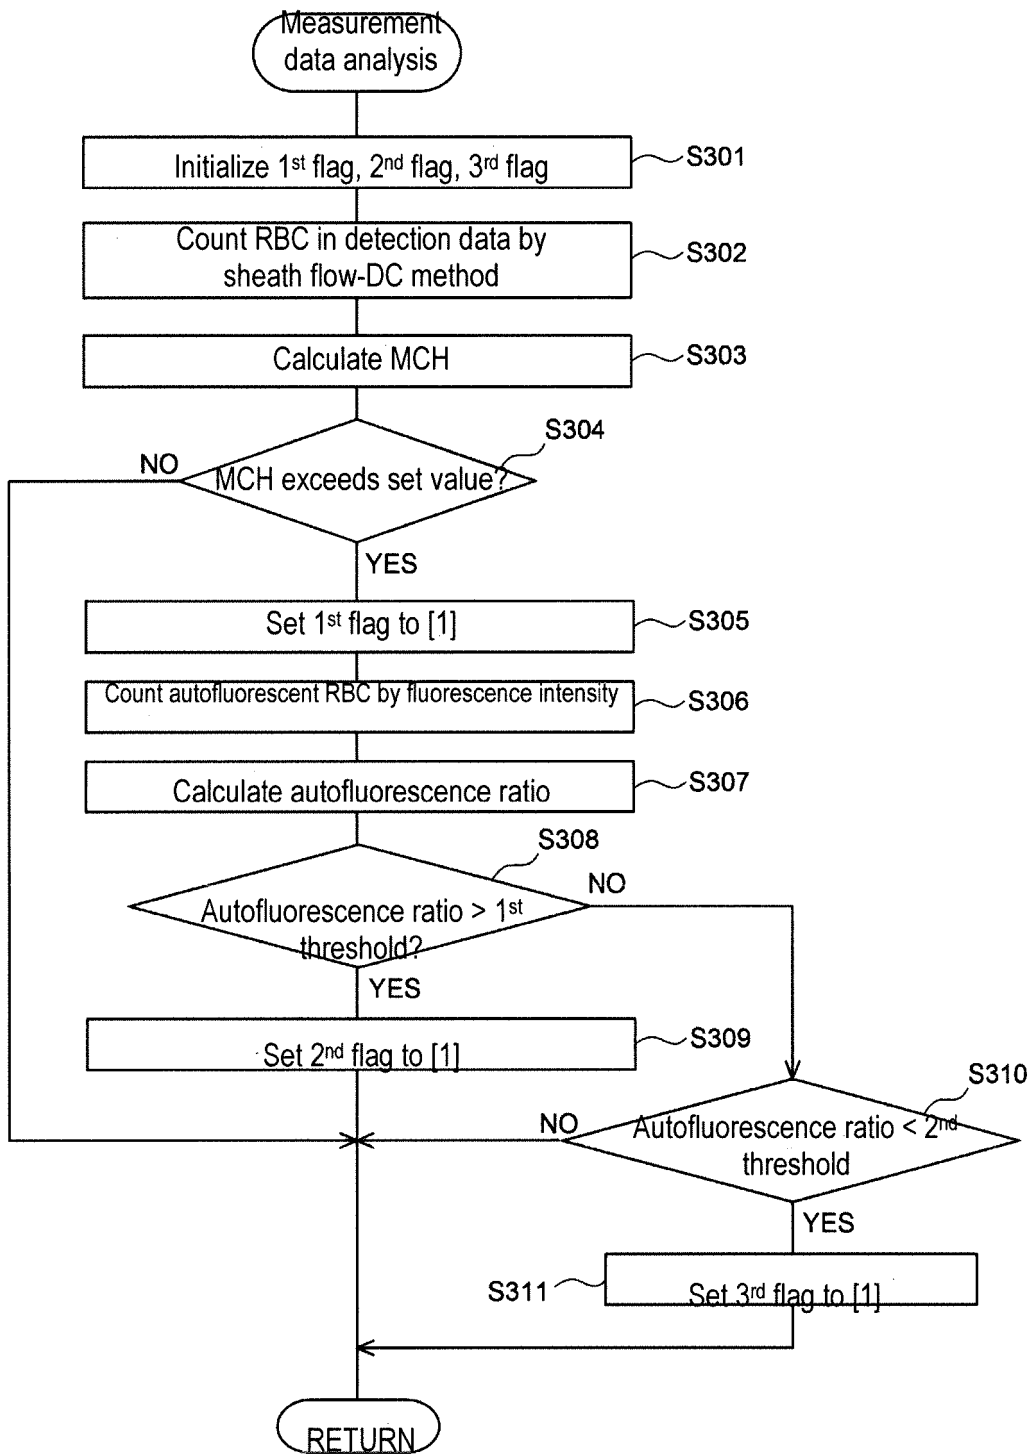 Measurement
data analysis
Initialize 1st flag, 2nd flag, 3rd flag
S301
Count RBC in detection data by
sheath flow-DC method
S302
Calculate MCH
S303
S304
NO
MCH exceeds set value?
YES
Set 1st flag to [1]
S305
Count autofluorescent RBC by fluorescence intensity
S306
Calculate autofluorescence ratio
S307
S308
NO
Autofluorescence ratio > 1st
threshold?
YES
Set 2nd flag to [1]
S309
S310
NO
Autofluorescence ratio < 2nd
threshold
YES
S311
Set 3rd flag to [1]
RETURN